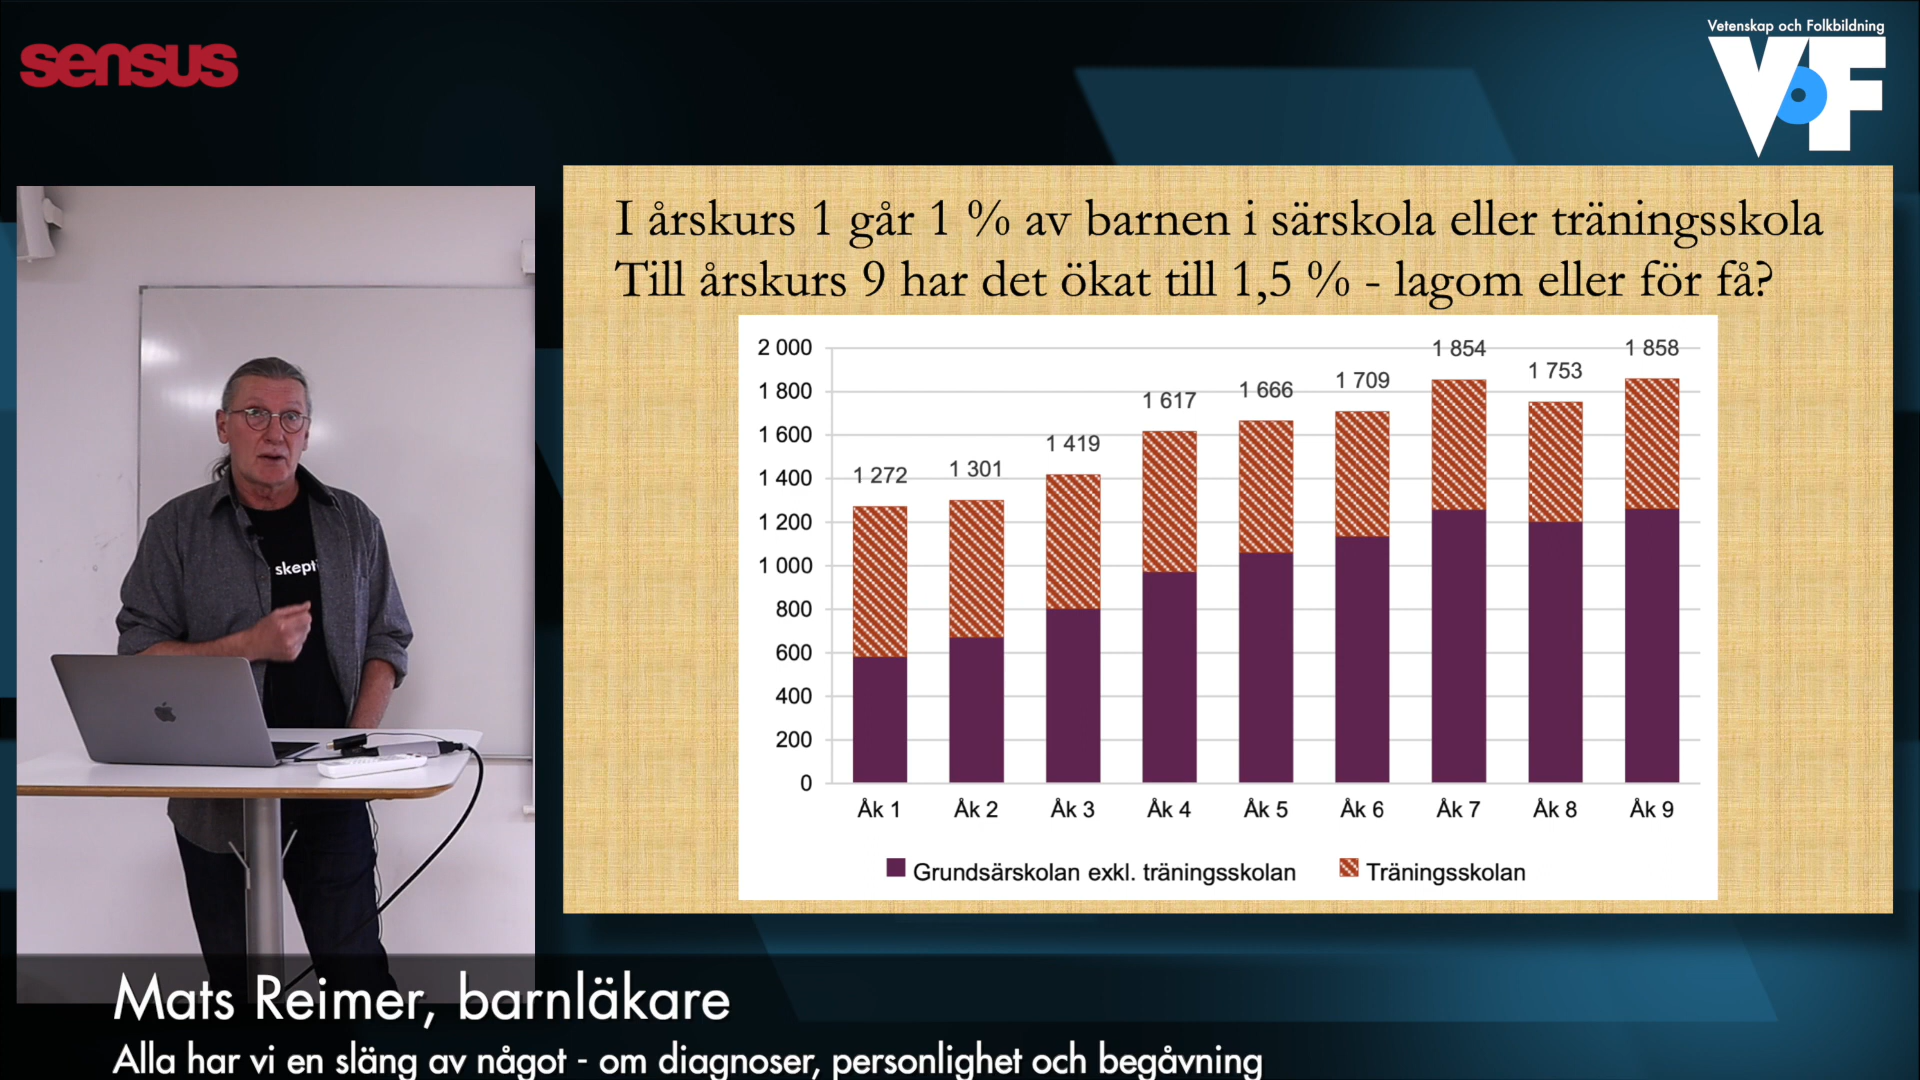 sensus
Vetenskap och Folkbildning
VoF
I årskurs 1 går 1 % av barnen i särskola eller träningsskola
Till årskurs 9 har det ökat till 1,5 % - lagom eller för få?
2 000
1 800
1 600
1 400
1 200
1 000
800
600
400
200
0
1 272
1 301
1 419
1 617
1 666
1 709
1 854
1 753
1 858
Åk 1 Åk 2 Åk 3 Åk 4 Åk 5 Åk 6 Åk 7 Åk 8 Åk 9
Grundsärskolan exkl. träningsskolan Träningsskolan
skepti
Mats Reimer, barnläkare
Alla har vi en släng av något - om diagnoser, personlighet och begåvning